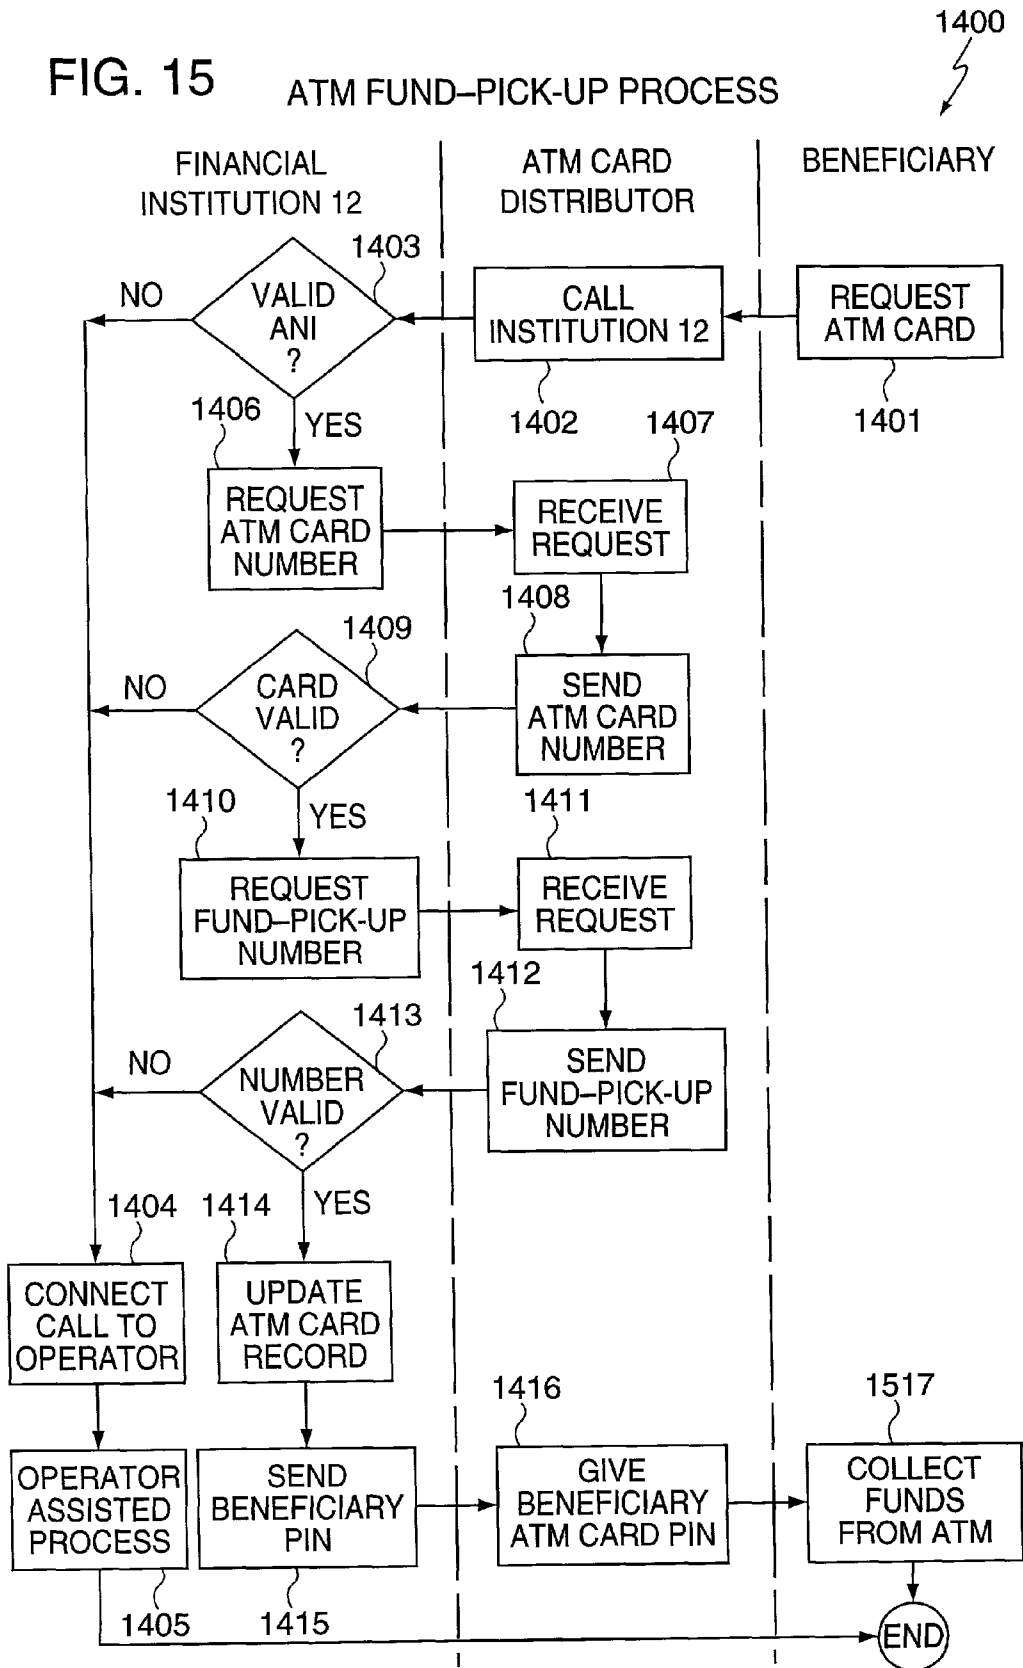 1400
FIG. 15
ATM FUND–PICK-UP PROCESS
FINANCIAL
INSTITUTION 12
ATM CARD
DISTRIBUTOR
BENEFICIARY
1403
NO
VALID
ANI
?
CALL
INSTITUTION 12
REQUEST
ATM CARD
1406
YES
1402
1407
1401
REQUEST
ATM CARD
NUMBER
RECEIVE
REQUEST
1408
1409
NO
CARD
VALID
?
SEND
ATM CARD
NUMBER
1410
YES
1411
REQUEST
FUND–PICK-UP
NUMBER
RECEIVE
REQUEST
1412
1413
NO
NUMBER
VALID
?
SEND
FUND–PICK-UP
NUMBER
1404
1414
YES
CONNECT
CALL TO
OPERATOR
UPDATE
ATM CARD
RECORD
1416
1517
OPERATOR
ASSISTED
PROCESS
SEND
BENEFICIARY
PIN
GIVE
BENEFICIARY
ATM CARD PIN
COLLECT
FUNDS
FROM ATM
1405
1415
END